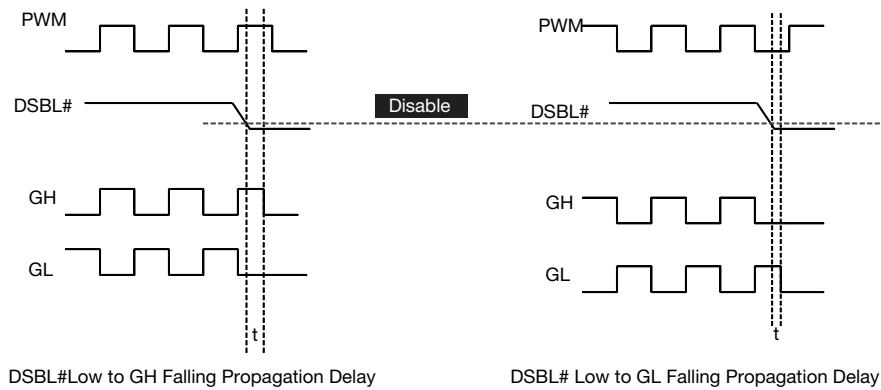 PWM
DSBL#
GH
GL
t
DSBL#Low to GH Falling Propagation Delay
Disable
PWM
DSBL#
GH
GL
t
DSBL# Low to GL Falling Propagation Delay